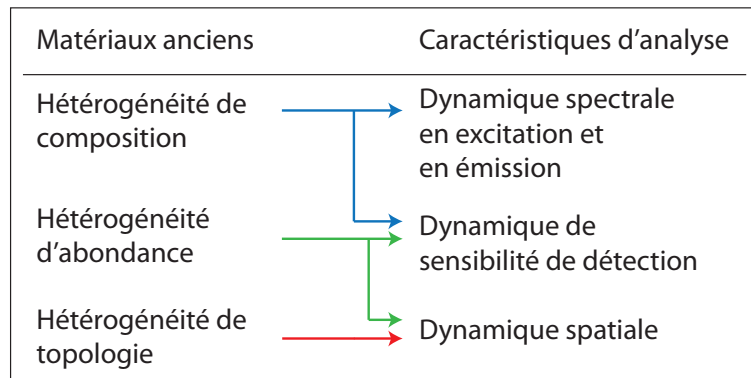 Matériaux anciens
Caractéristiques d'analyse
Hétérogénéité de
composition
Dynamique spectrale
en excitation et
en émission
Hétérogénéité
d'abondance
Dynamique de
sensibilité de détection
Hétérogénéité de
topologie
Dynamique spatiale